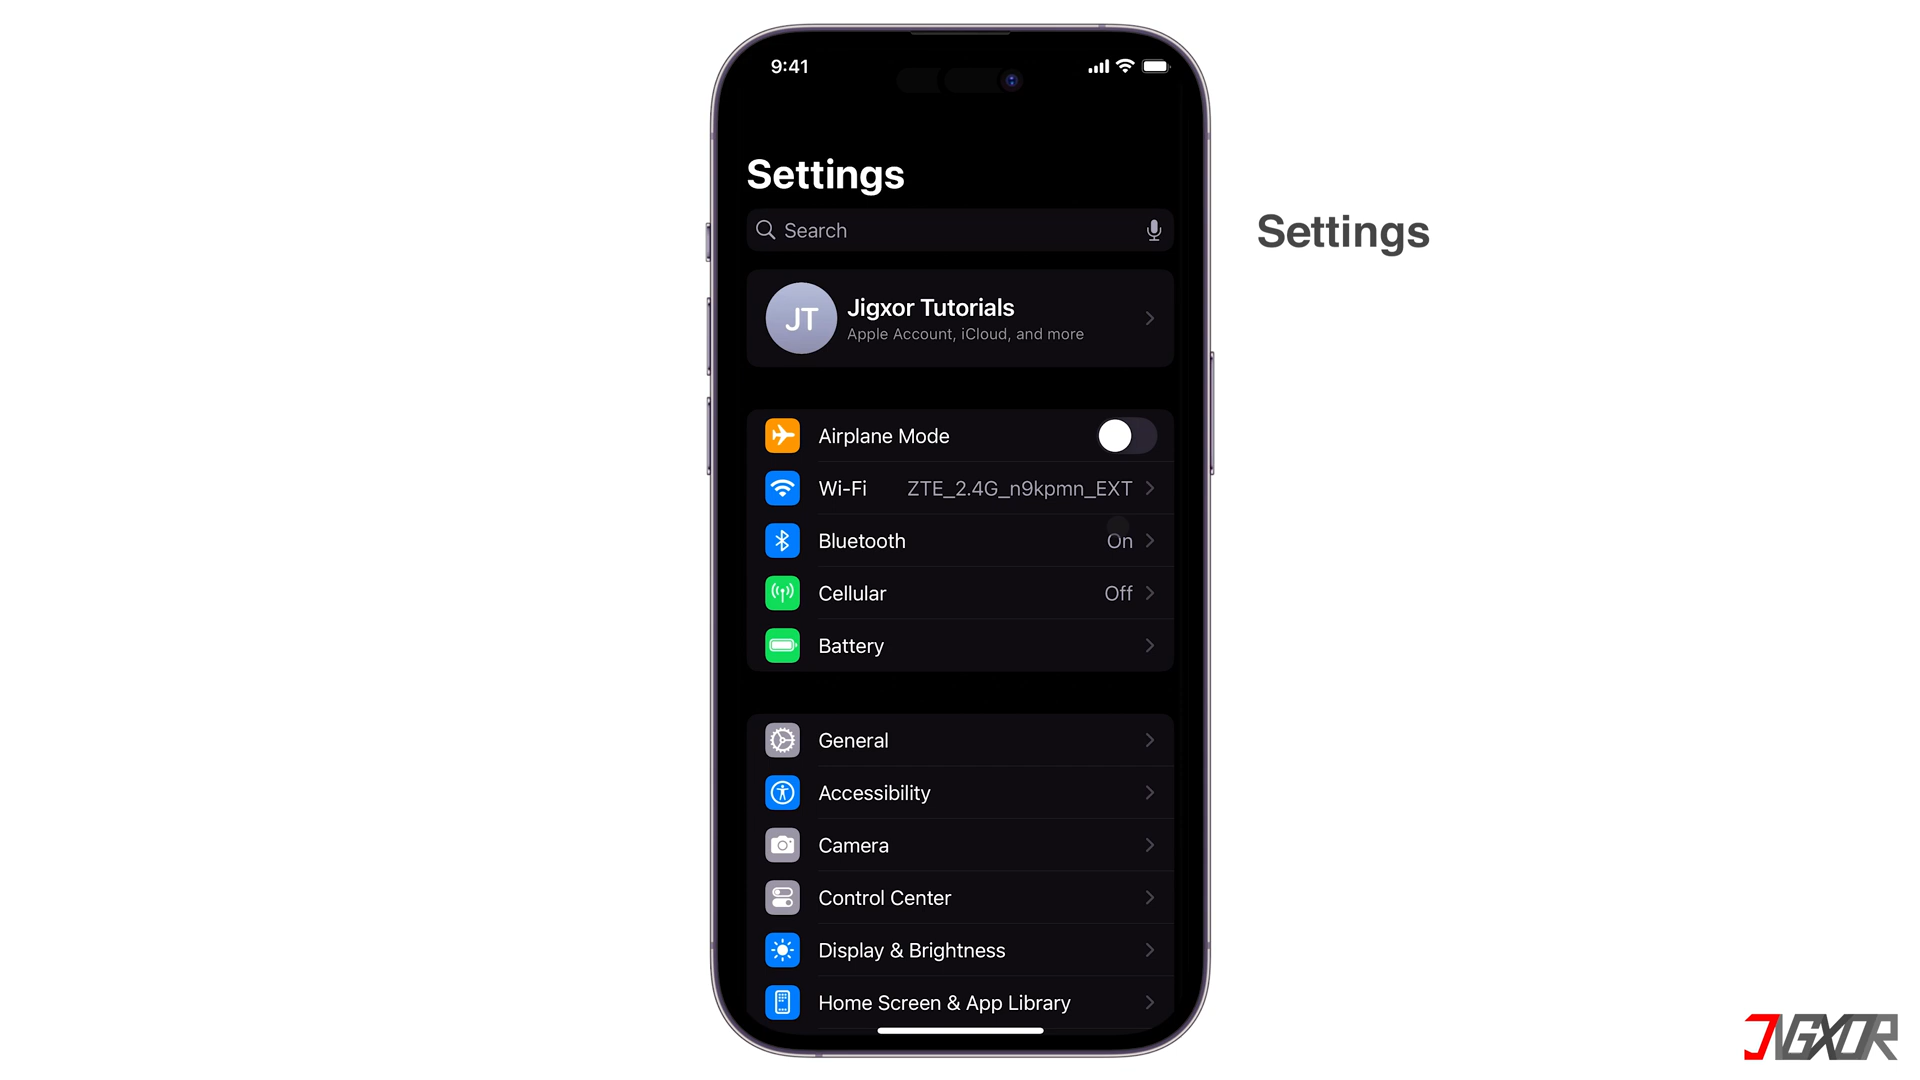 9:41
Settings
Search
Settings
JT
Jigxor Tutorials
Apple Account, iCloud, and more
Airplane Mode
Wi-Fi ZTE_2.4G_n9kpmn_EXT
Bluetooth On
Cellular Off
Battery
General
Accessibility
Camera
Control Center
Display & Brightness
Home Screen & App Library
JIGXOR